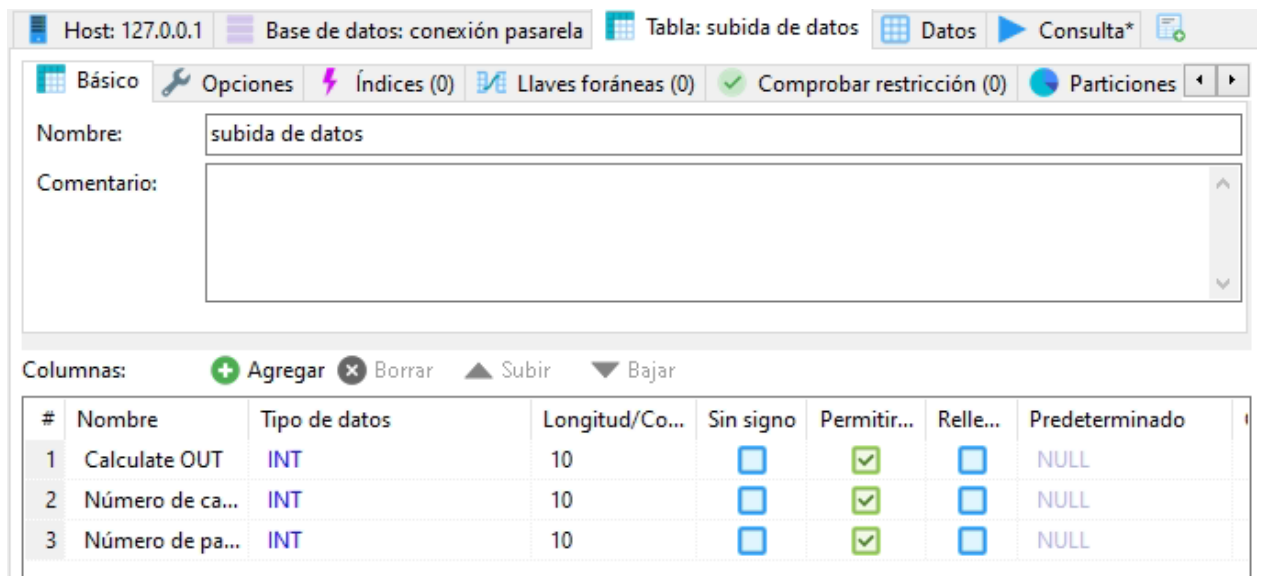 Host: 127.0.0.1 Base de datos: conexión pasarela Tabla: subida de datos Datos Consulta*
Básico Opciones Índices (0) Llaves foráneas (0) Comprobar restricción (0) Particiones
Nombre: subida de datos
Comentario:
Columnas: Agregar Borrar Subir Bajar
# Nombre Tipo de datos Longitud/Co... Sin signo Permitir... Relle... Predeterminado
1 Calculate OUT INT 10 NULL
2 Número de ca... INT 10 NULL
3 Número de pa... INT 10 NULL